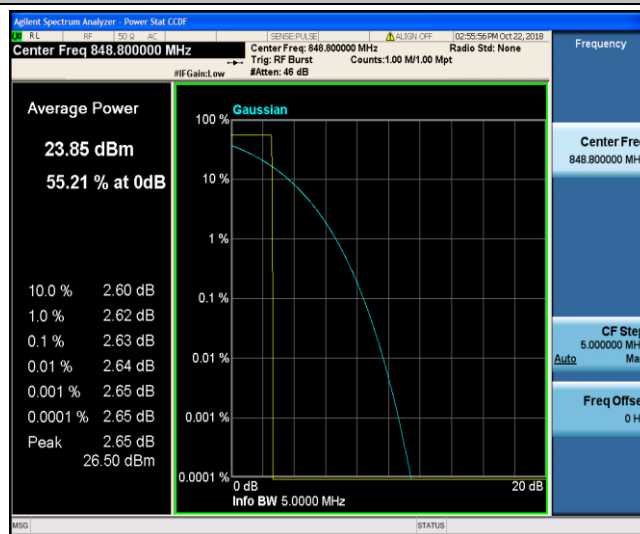 Agilent Spectrum Analyzer - Power Stat CCDF
RL RF 50 Ω AC SENSE:PULSE ALIGN OFF 02:55:56 PM Oct 22, 2018
Center Freq 848.800000 MHz
Center Freq: 848.800000 MHz Radio Std: None
Trig: RF Burst Counts:1.00 M/1.00 Mpt
#IFGain:Low #Atten: 46 dB
Frequency
Average Power
23.85 dBm
55.21 % at 0dB
10.0 % 2.60 dB
1.0 % 2.62 dB
0.1 % 2.63 dB
0.01 % 2.64 dB
0.001 % 2.65 dB
0.0001 % 2.65 dB
Peak 2.65 dB
26.50 dBm
Gaussian
100 %
10 %
1 %
0.1 %
0.01 %
0.001 %
0.0001 %
0 dB 20 dB
Info BW 5.0000 MHz
Center Fre
848.800000 MH
CF Ste
5.000000 MH
Auto Ma
Freq Offse
0 H
MSG STATUS